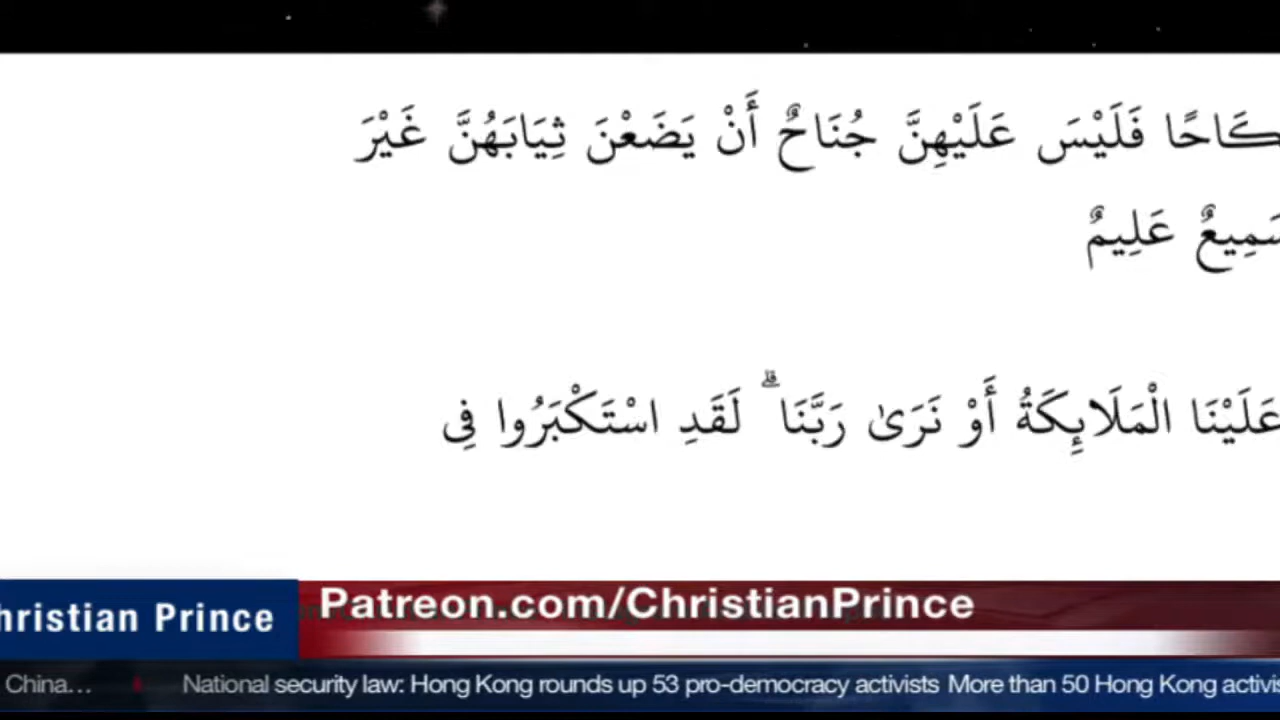 كَاحًا فَلَيْسَ عَلَيْهِنَّ جُنَاحٌ أَنْ يَضَعْنَ ثِيَابَهُنَّ غَيْرَ
سَمِيعٌ عَلِيمٌ
عَلَيْنَا الْمَلَائِكَةُ أَوْ نَرَىٰ رَبَّنَا ۗ لَقَدِ اسْتَكْبَرُوا فِي
hristian Prince
Patreon.com/ChristianPrince
China... National security law: Hong Kong rounds up 53 pro-democracy activists More than 50 Hong Kong activis